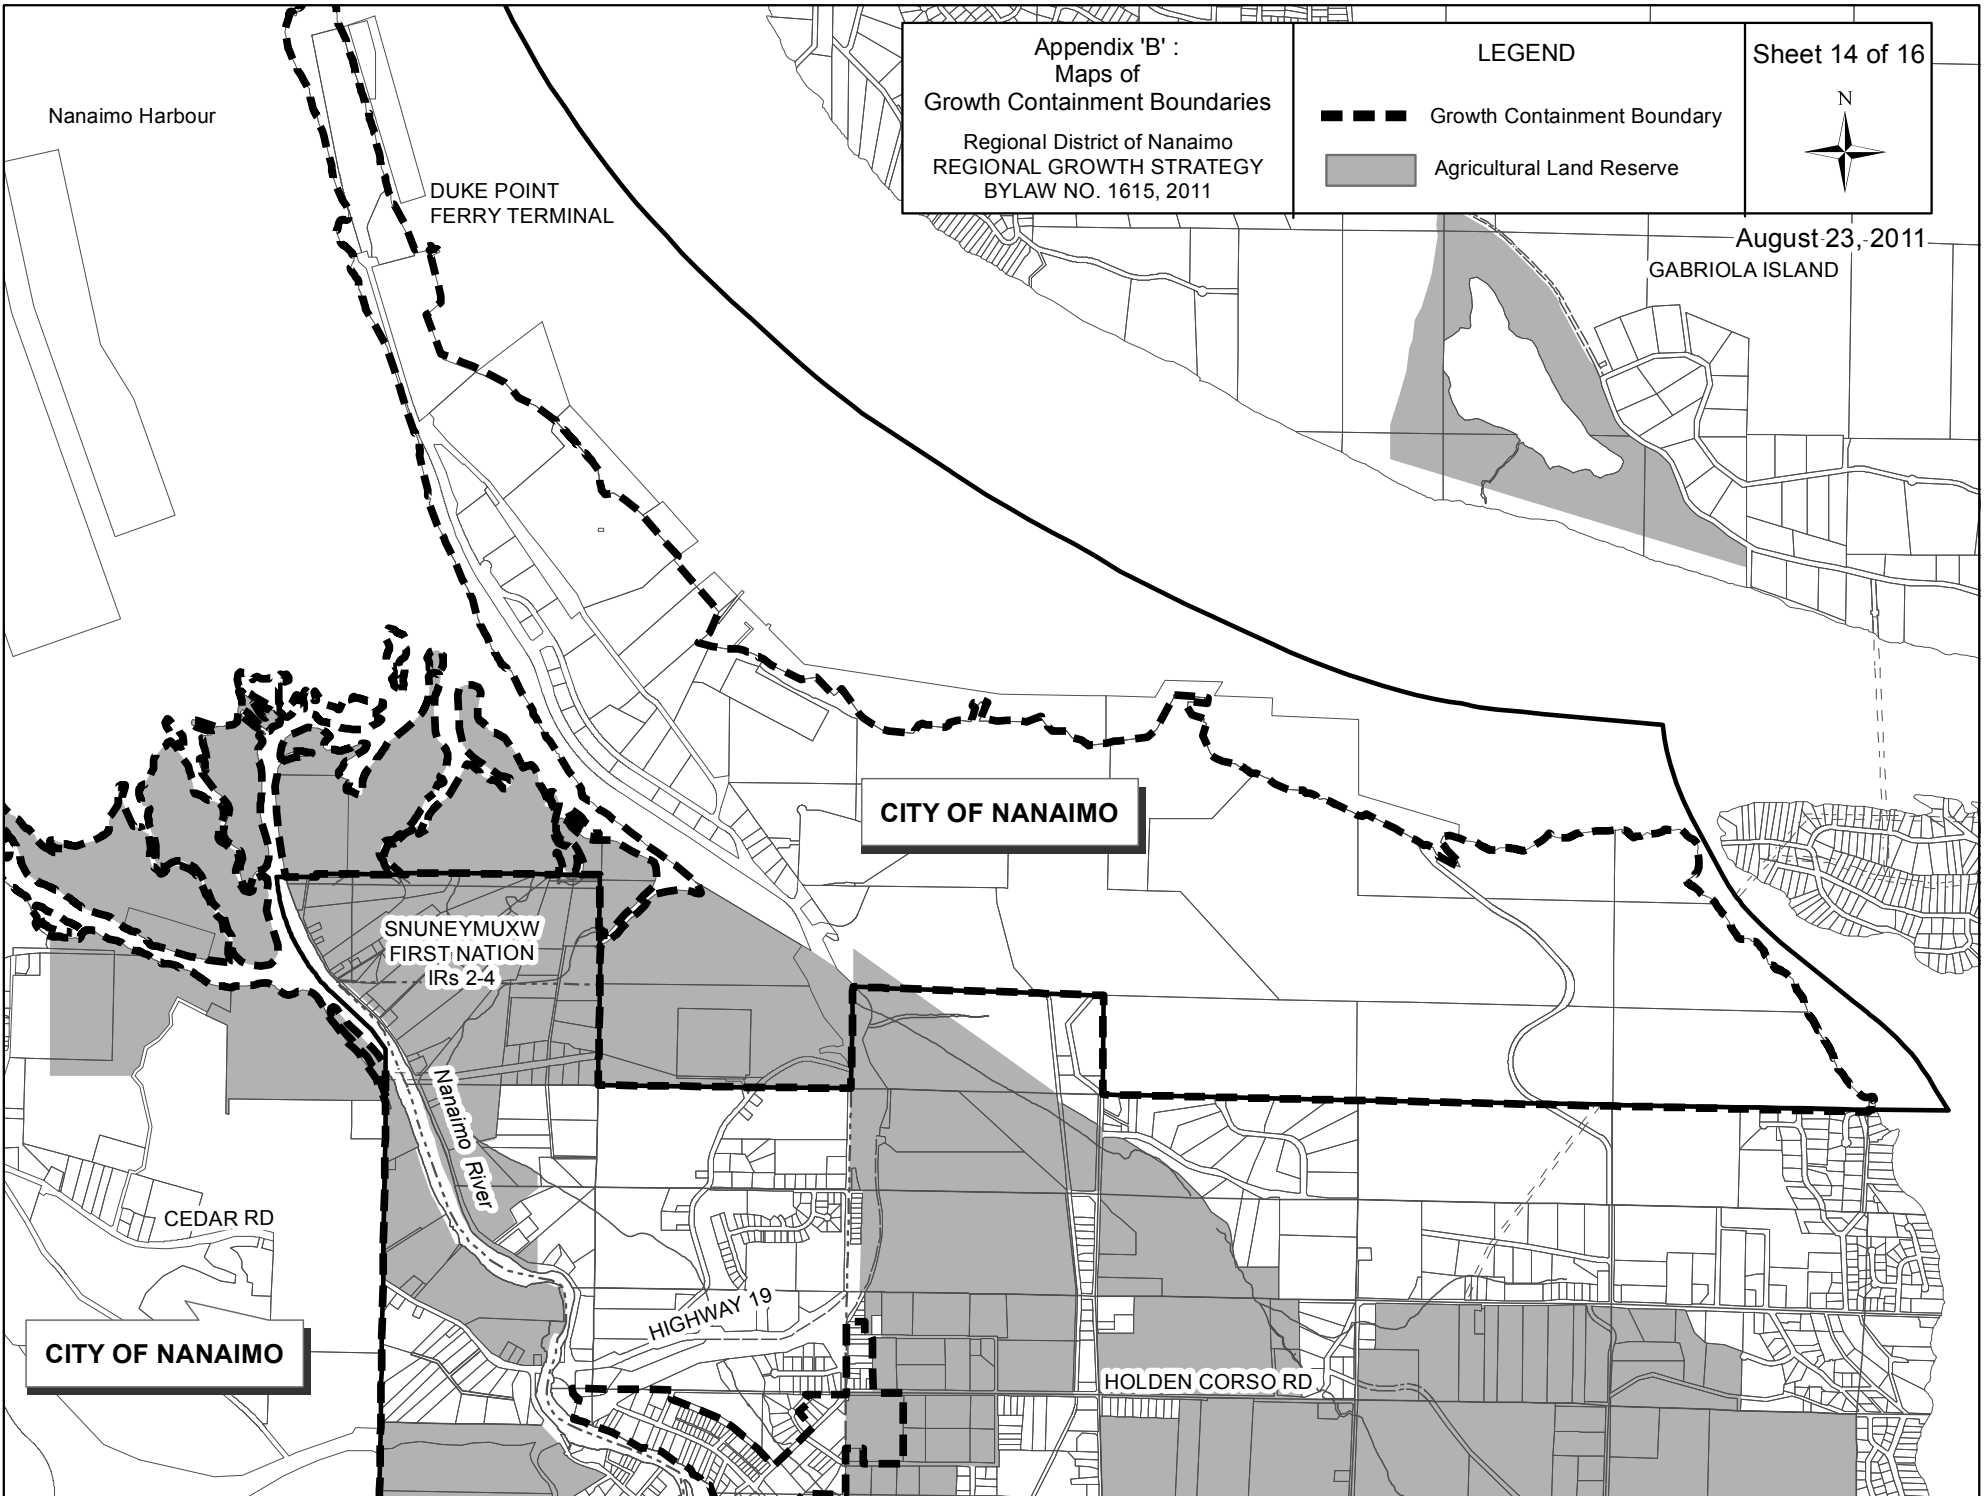 Appendix 'B' :
Maps of
Growth Containment Boundaries
Regional District of Nanaimo
REGIONAL GROWTH STRATEGY
BYLAW NO. 1615, 2011
LEGEND
Growth Containment Boundary
Agricultural Land Reserve
Sheet 14 of 16
N
August 23, 2011
GABRIOLA ISLAND
Nanaimo Harbour
DUKE POINT
FERRY TERMINAL
CITY OF NANAIMO
SNUNEYMUXW
FIRST NATION
IRs 2-4
Nanaimo River
CEDAR RD
HIGHWAY 19
CITY OF NANAIMO
HOLDEN CORSO RD